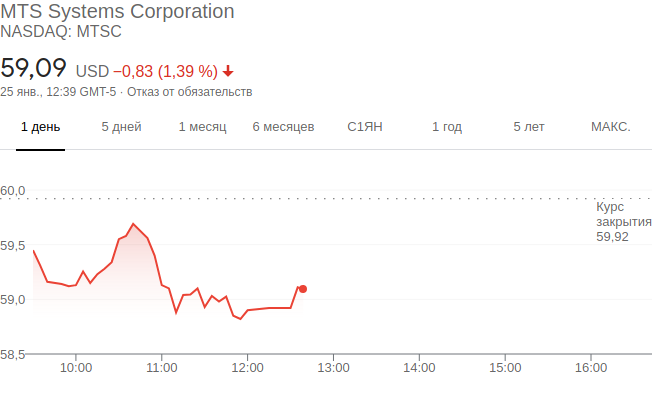 MTS Systems Corporation
NASDAQ: MTSC
59,09 USD −0,83 (1,39 %)
25 янв., 12:39 GMT-5 · Отказ от обязательств
1 день 5 дней 1 месяц 6 месяцев С1ЯН 1 год 5 лет МАКС.
60,0
Курс
закрытия
59,92
59,5
59,0
58,5
10:00 11:00 12:00 13:00 14:00 15:00 16:00